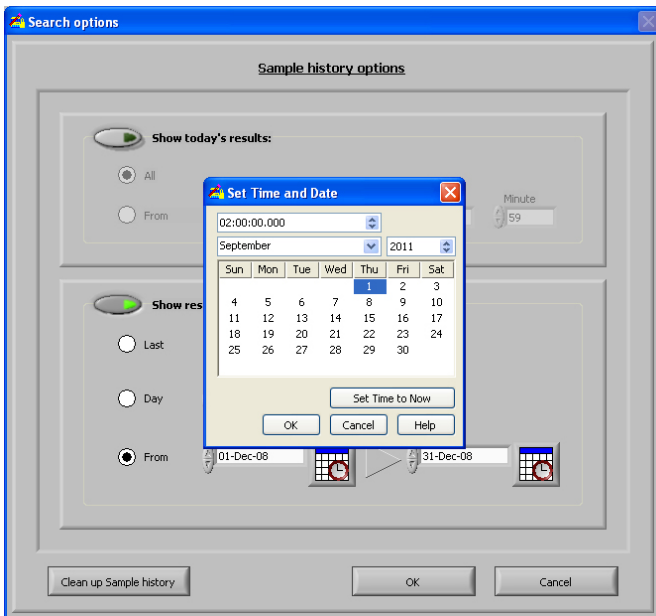 Search options
Sample history options
Show today's results:
All
From
Minute
59
Set Time and Date
02:00:00.000
September 2011
Sun Mon Tue Wed Thu Fri Sat
1 2 3
4 5 6 7 8 9 10
11 12 13 14 15 16 17
18 19 20 21 22 23 24
25 26 27 28 29 30
Set Time to Now
OK Cancel Help
Show res
Last
Day
From 01-Dec-08 31-Dec-08
Clean up Sample history OK Cancel